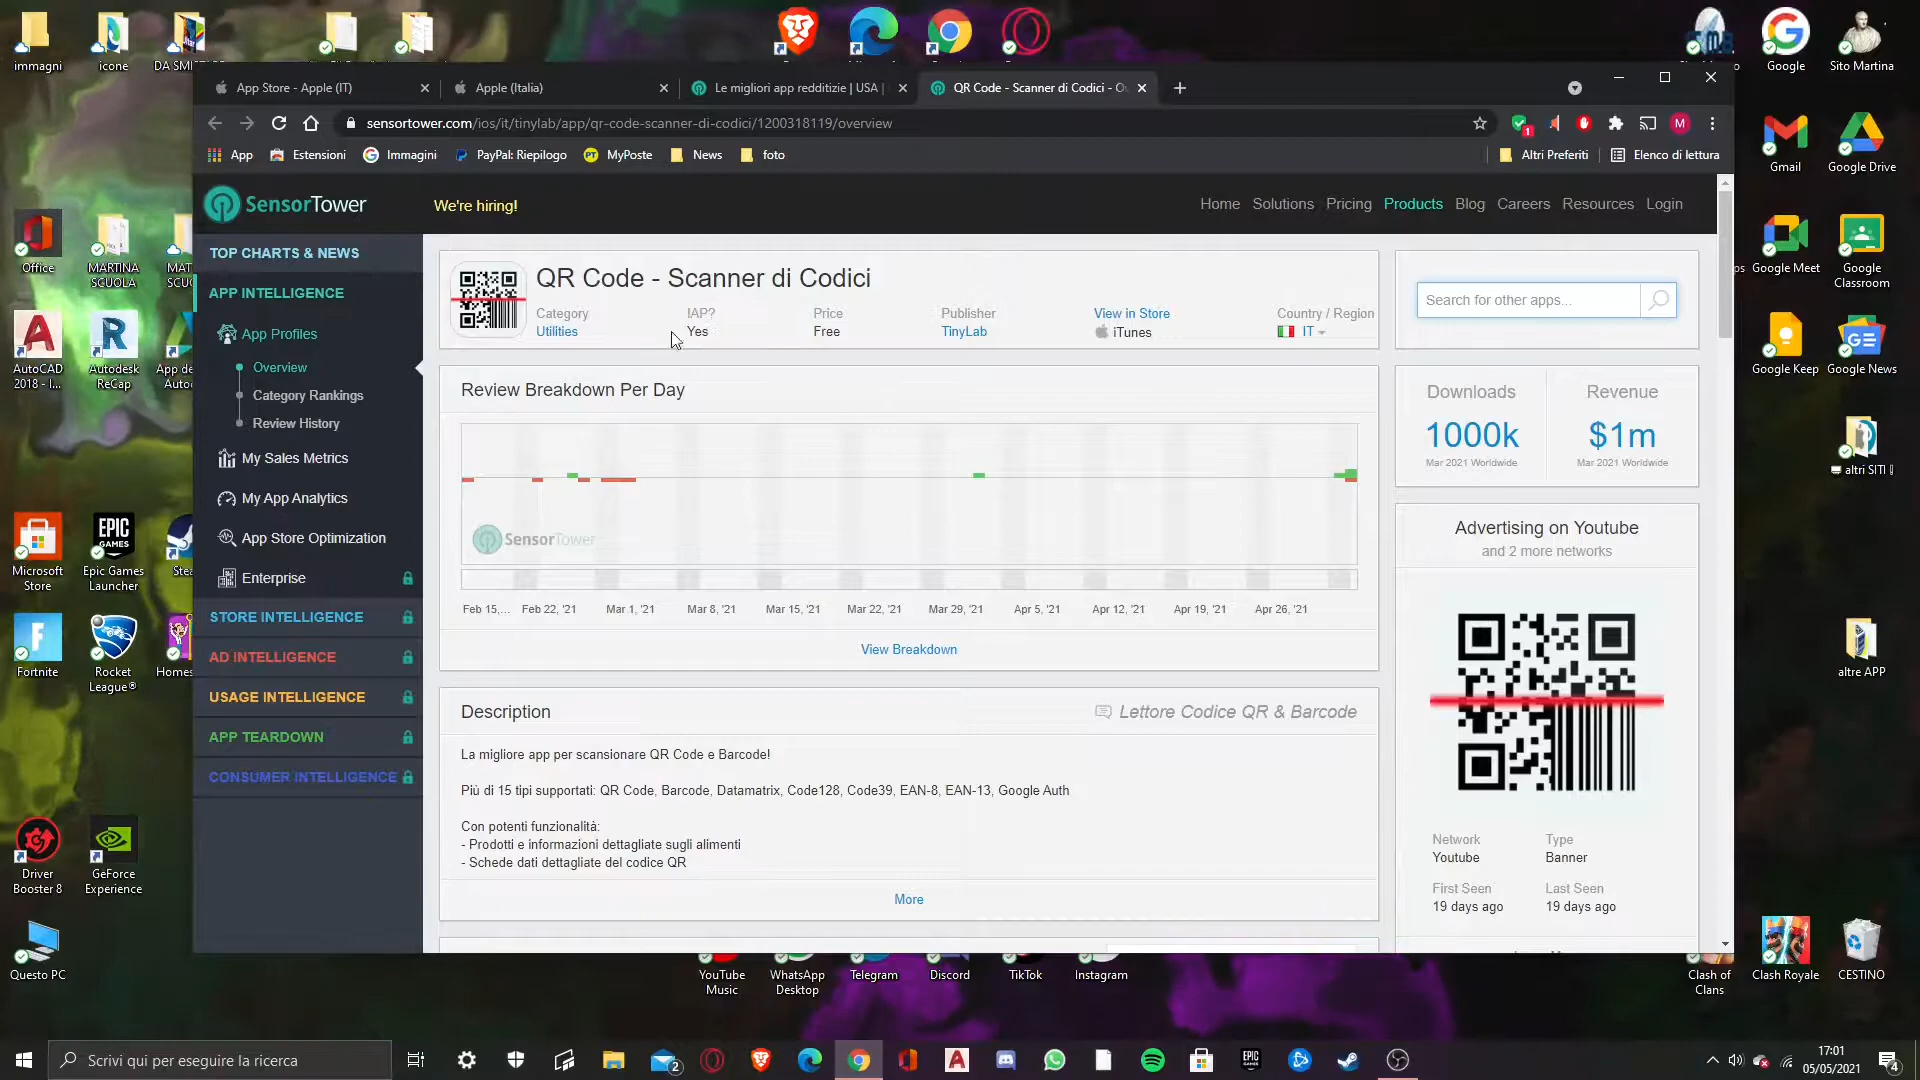 immagni
icone
Google
Sito Martina
App Store - Apple (IT)
Apple (Italia)
Le migliori app redditizie | USA |
QR Code - Scanner di Codici - O
sensortower.com/ios/it/tinylab/app/qr-code-scanner-di-codici/1200318119/overview
App
Estensioni
Immagini
PayPal: Riepilogo
MyPoste
News
foto
Altri Preferiti
Elenco di lettura
Gmail
Google Drive
SensorTower
We're hiring!
Home
Solutions
Pricing
Products
Blog
Careers
Resources
Login
TOP CHARTS & NEWS
APP INTELLIGENCE
App Profiles
Overview
Category Rankings
Review History
My Sales Metrics
My App Analytics
App Store Optimization
Enterprise
STORE INTELLIGENCE
AD INTELLIGENCE
USAGE INTELLIGENCE
APP TEARDOWN
CONSUMER INTELLIGENCE
QR Code - Scanner di Codici
Category
Utilities
IAP?
Yes
Price
Free
Publisher
TinyLab
View in Store
iTunes
Country / Region
IT
Search for other apps...
Review Breakdown Per Day
SensorTower
Feb 15,...
Feb 22, '21
Mar 1, '21
Mar 8, '21
Mar 15, '21
Mar 22, '21
Mar 29, '21
Apr 5, '21
Apr 12, '21
Apr 19, '21
Apr 26, '21
View Breakdown
Downloads
1000k
Mar 2021 Worldwide
Revenue
$1m
Mar 2021 Worldwide
Advertising on Youtube
and 2 more networks
Network
Youtube
Type
Banner
First Seen
19 days ago
Last Seen
19 days ago
Description
Lettore Codice QR & Barcode
La migliore app per scansionare QR Code e Barcode!
Più di 15 tipi supportati: QR Code, Barcode, Datamatrix, Code128, Code39, EAN-8, EAN-13, Google Auth
Con potenti funzionalità:
- Prodotti e informazioni dettagliate sugli alimenti
- Schede dati dettagliate del codice QR
More
Office
MARTINA
SCUOLA
AutoCAD
2018 - I...
Autodesk
ReCap
Microsoft
Store
EPIC
GAMES
Epic Games
Launcher
Fortnite
Rocket
League®
Driver
Booster 8
GeForce
Experience
Questo PC
Google Meet
Google
Classroom
Google Keep
Google News
altri SITI
altre APP
YouTube
Music
WhatsApp
Desktop
Telegram
Discord
TikTok
Instagram
Clash of
Clans
Clash Royale
CESTINO
Scrivi qui per eseguire la ricerca
2
17:01
05/05/2021
4